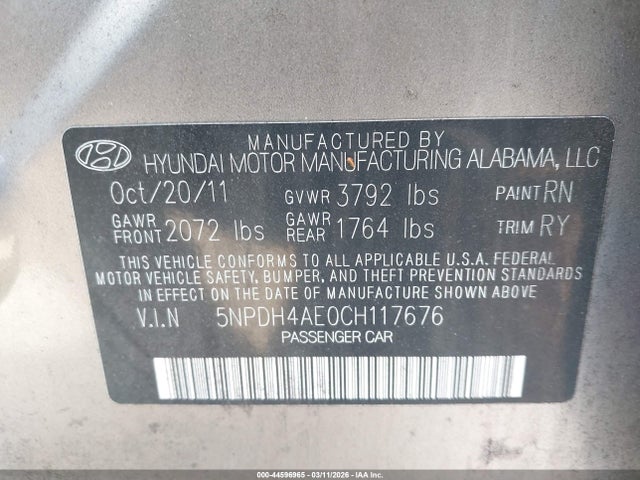 MANUFACTURED BY
HYUNDAI MOTOR MANUFACTURING ALABAMA, LLC
Oct/20/11 GVWR 3792 lbs PAINT RN
GAWR FRONT 2072 lbs GAWR REAR 1764 lbs TRIM RY
THIS VEHICLE CONFORMS TO ALL APPLICABLE U.S.A. FEDERAL
MOTOR VEHICLE SAFETY, BUMPER, AND THEFT PREVENTION STANDARDS
IN EFFECT ON THE DATE OF MANUFACTURE SHOWN ABOVE
V.I.N 5NPDH4AE0CH117676
PASSENGER CAR
000-44596965 - 03/11/2026 - IAA Inc.